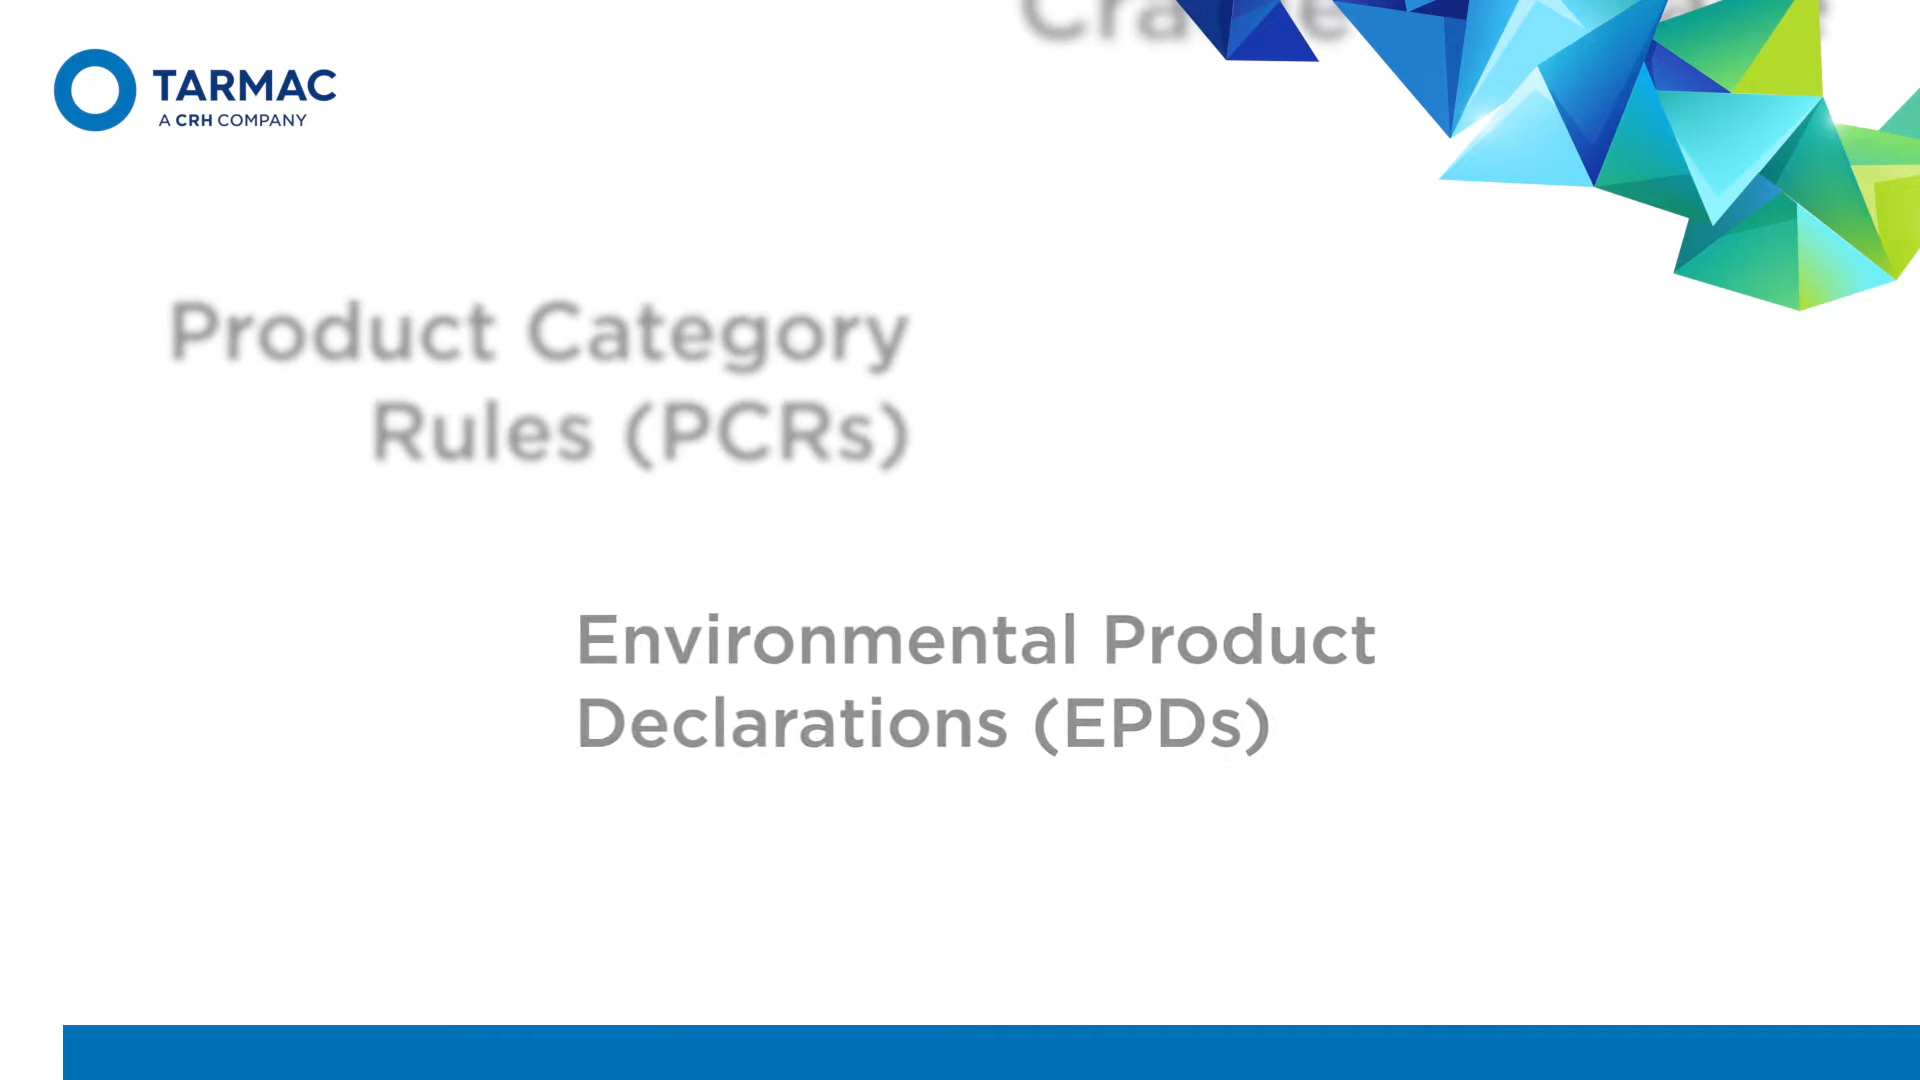 TARMAC
A CRH COMPANY
Product Category
Rules (PCRs)
Environmental Product
Declarations (EPDs)